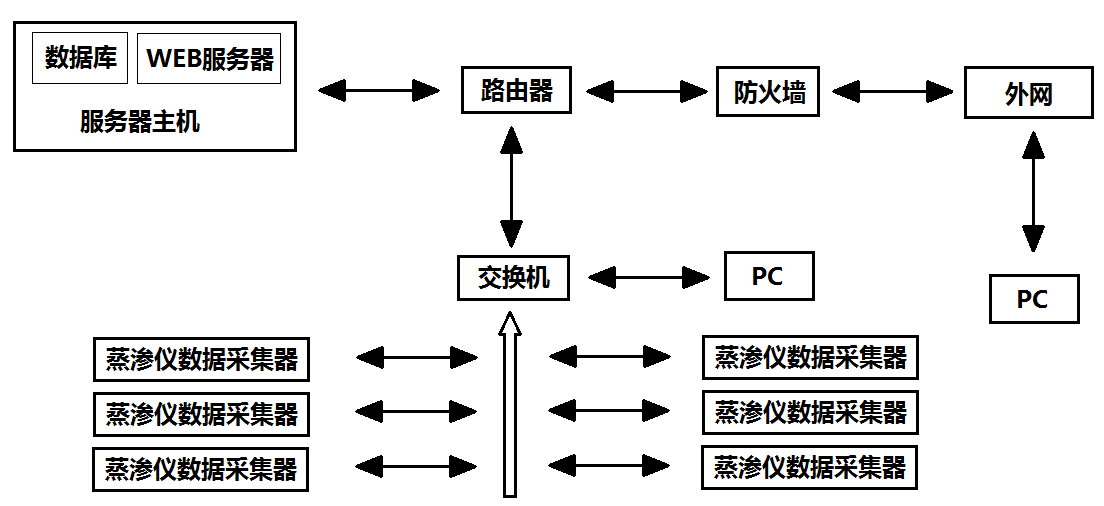 数据库
WEB服务器
服务器主机
路由器
防火墙
外网
交换机
PC
PC
蒸渗仪数据采集器
蒸渗仪数据采集器
蒸渗仪数据采集器
蒸渗仪数据采集器
蒸渗仪数据采集器
蒸渗仪数据采集器